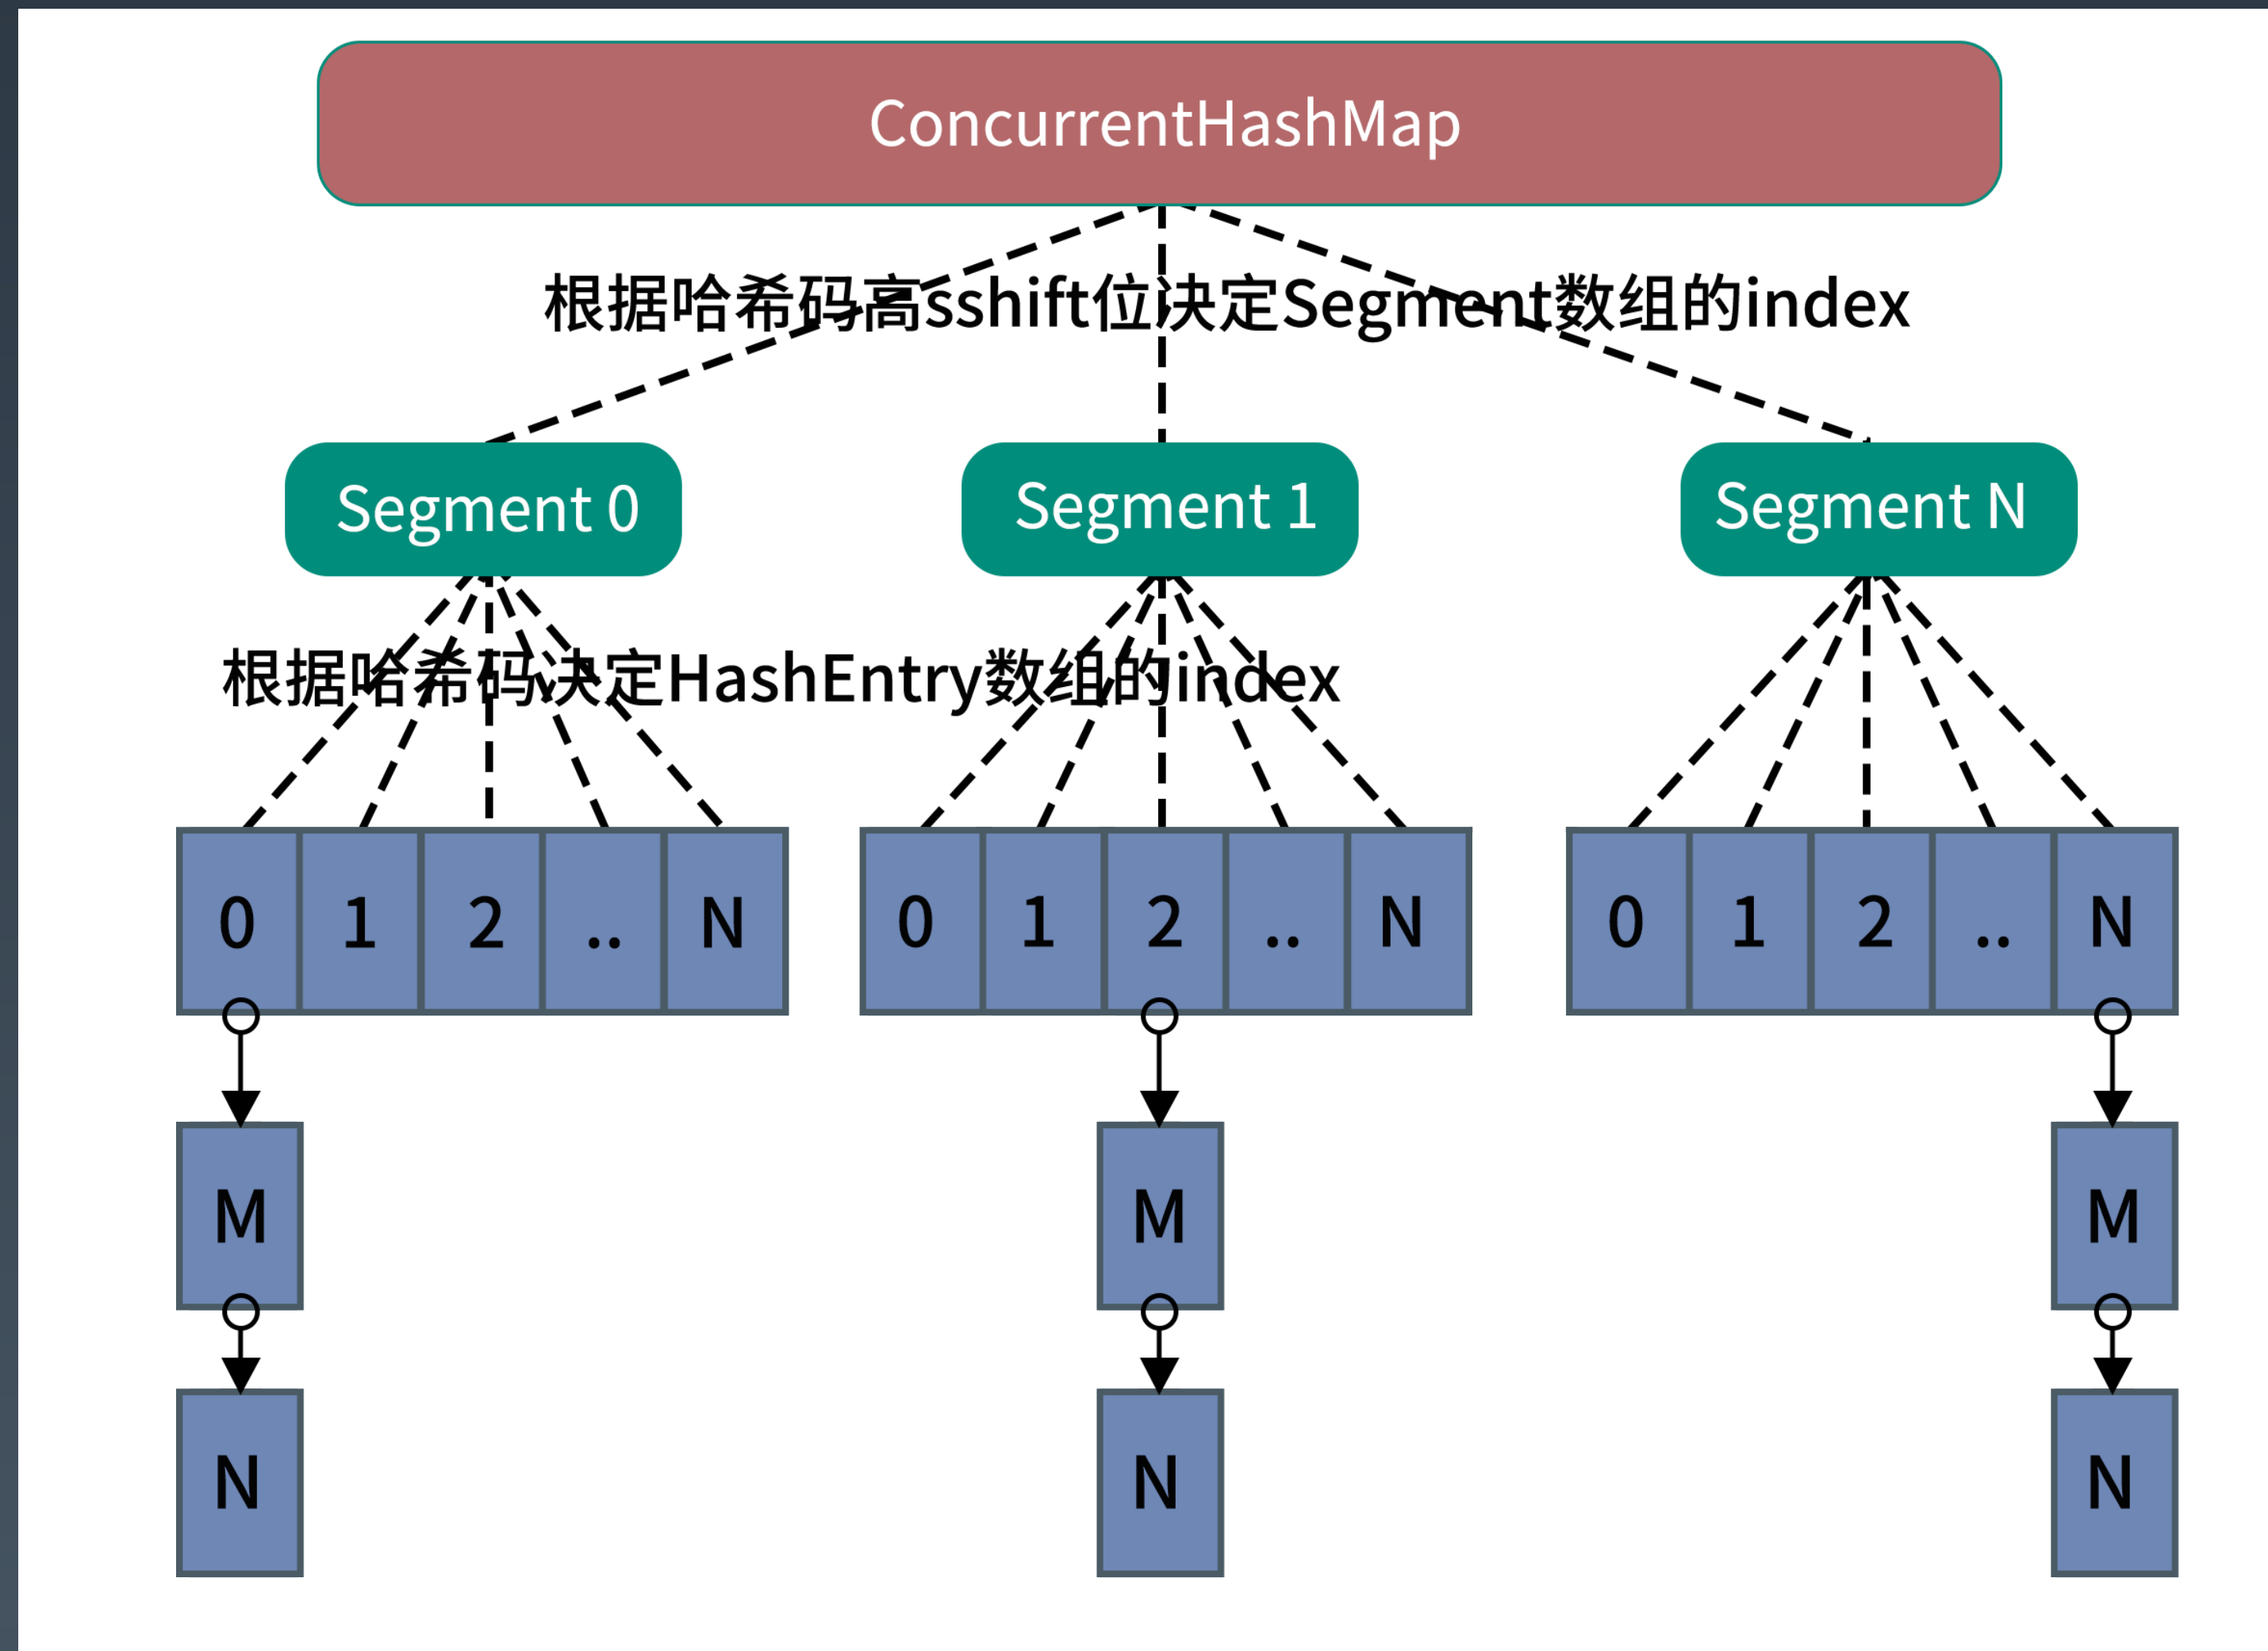 ConcurrentHashMap
根据哈希码高sshift位决定Segment数组的index
Segment 0
Segment 1
Segment N
根据哈希码决定HashEntry数组的index
0 1 2 .. N
0 1 2 .. N
0 1 2 .. N
M
M
M
N
N
N